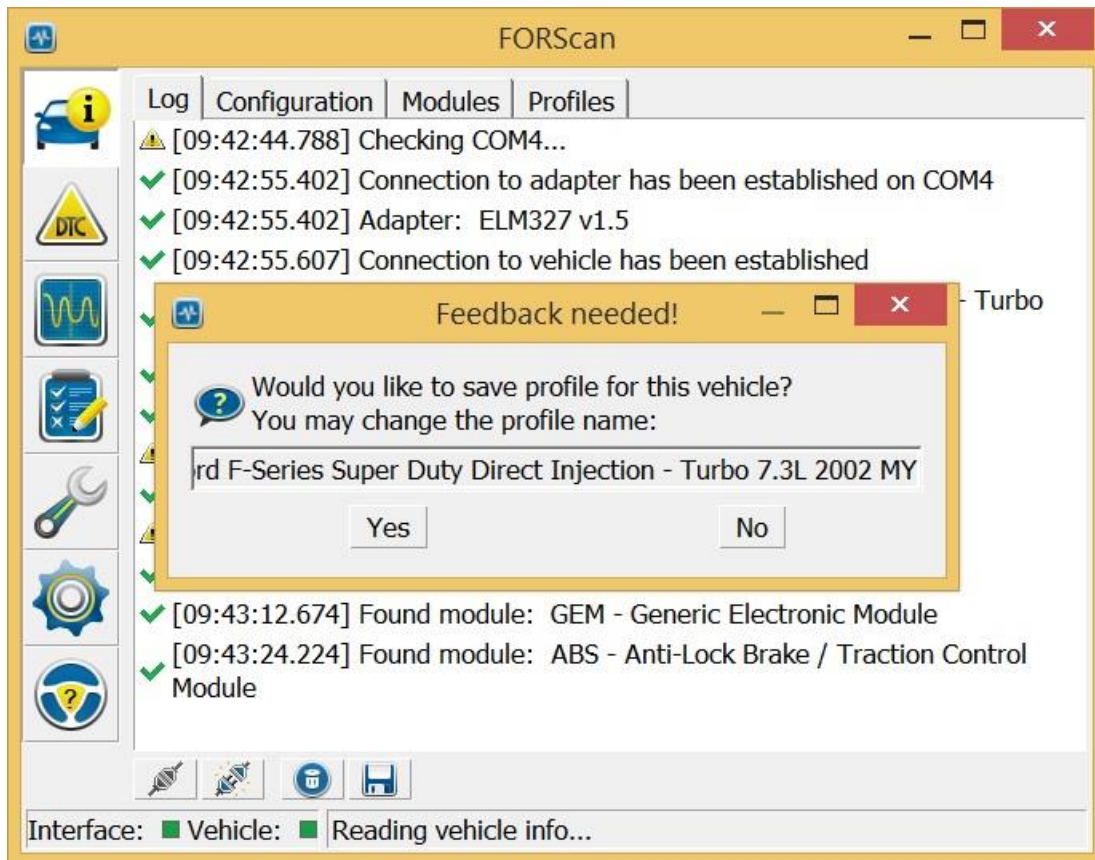 FORScan
Log Configuration Modules Profiles
[09:42:44.788] Checking COM4...
[09:42:55.402] Connection to adapter has been established on COM4
[09:42:55.402] Adapter: ELM327 v1.5
[09:42:55.607] Connection to vehicle has been established
- Turbo
Feedback needed!
Would you like to save profile for this vehicle?
You may change the profile name:
rd F-Series Super Duty Direct Injection - Turbo 7.3L 2002 MY
Yes No
[09:43:12.674] Found module: GEM - Generic Electronic Module
[09:43:24.224] Found module: ABS - Anti-Lock Brake / Traction Control
Module
DTC
Interface: Vehicle: Reading vehicle info...